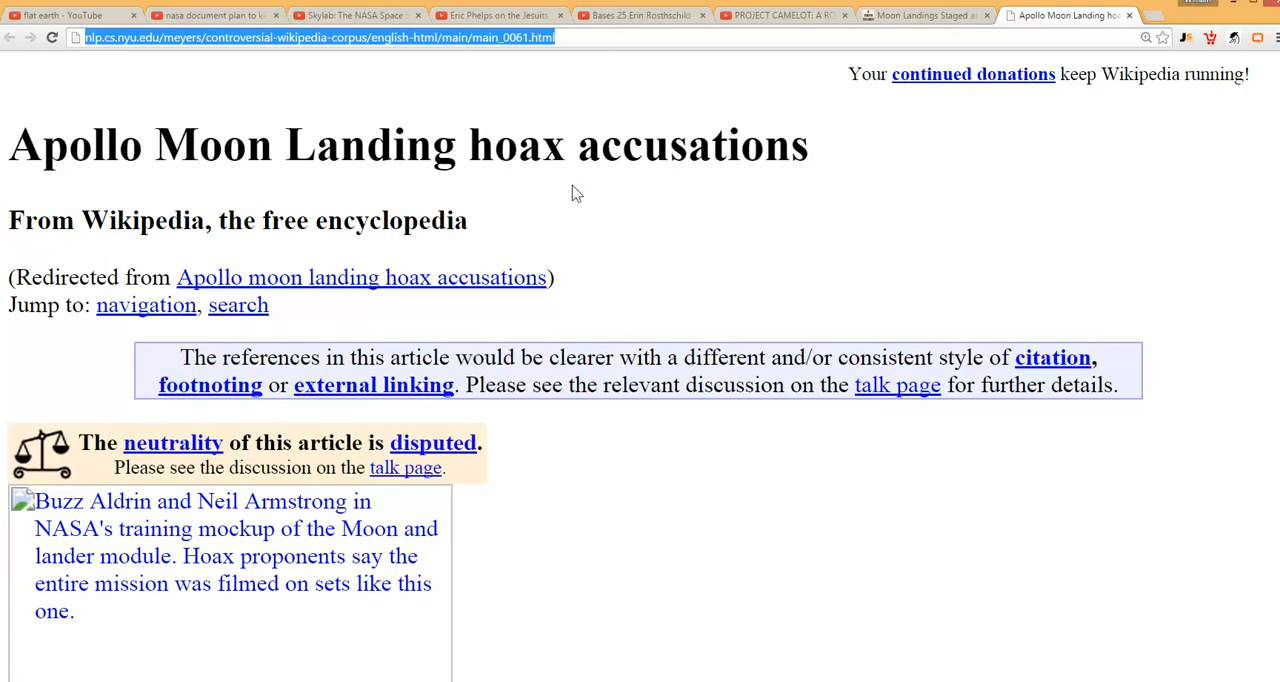 flat earth - YouTube
nasa document plan to kil
Skylab: The NASA Space S
Eric Phelps on the Jesuits
Bases 25 Erin Rosthschild
PROJECT CAMELOT: A RO
Moon Landings Staged ar
Apollo Moon Landing hoa
nlp.cs.nyu.edu/meyers/controversial-wikipedia-corpus/english-html/main/main_0061.html
Your continued donations keep Wikipedia running!
Apollo Moon Landing hoax accusations
From Wikipedia, the free encyclopedia
(Redirected from Apollo moon landing hoax accusations)
Jump to: navigation, search
The references in this article would be clearer with a different and/or consistent style of citation,
footnoting or external linking. Please see the relevant discussion on the talk page for further details.
The neutrality of this article is disputed.
Please see the discussion on the talk page.
Buzz Aldrin and Neil Armstrong in
NASA's training mockup of the Moon and
lander module. Hoax proponents say the
entire mission was filmed on sets like this
one.